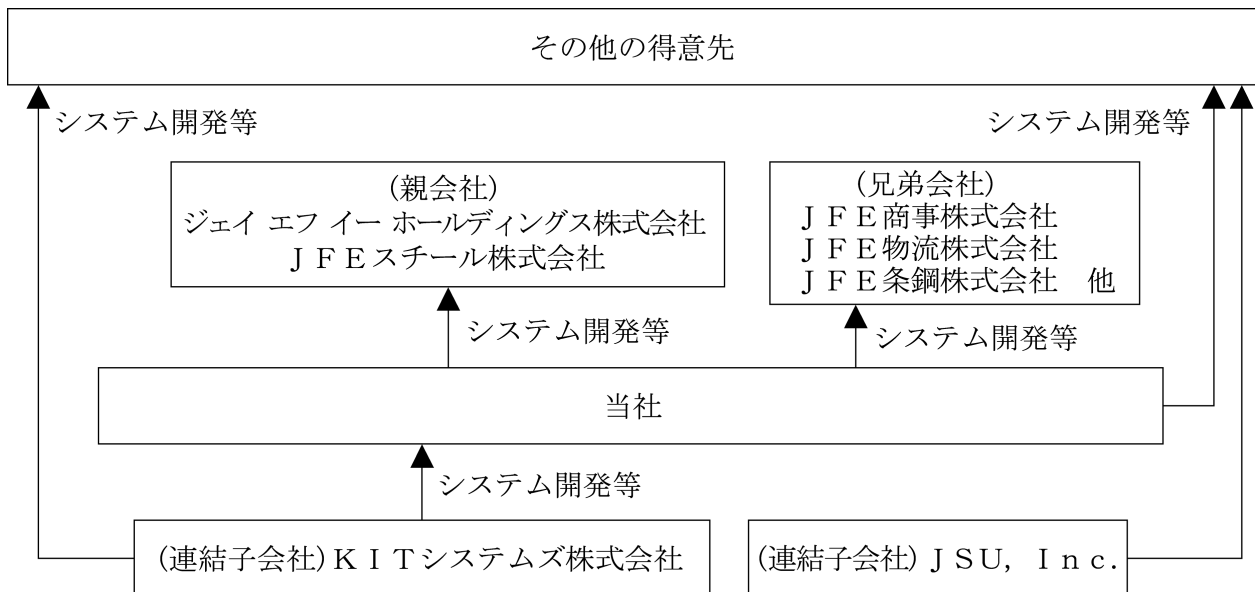 その他の得意先
システム開発等
システム開発等
(親会社)
ジェイ エフ イー ホールディングス株式会社
ＪＦＥスチール株式会社
(兄弟会社)
ＪＦＥ商事株式会社
ＪＦＥ物流株式会社
ＪＦＥ条鋼株式会社　他
システム開発等
システム開発等
当社
システム開発等
(連結子会社)ＫＩＴシステムズ株式会社
(連結子会社)ＪＳＵ，Ｉｎｃ．